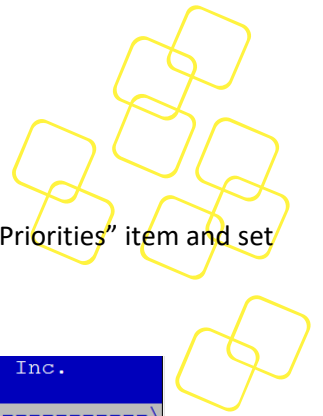 Priorities” item and set
Inc.
-----------\